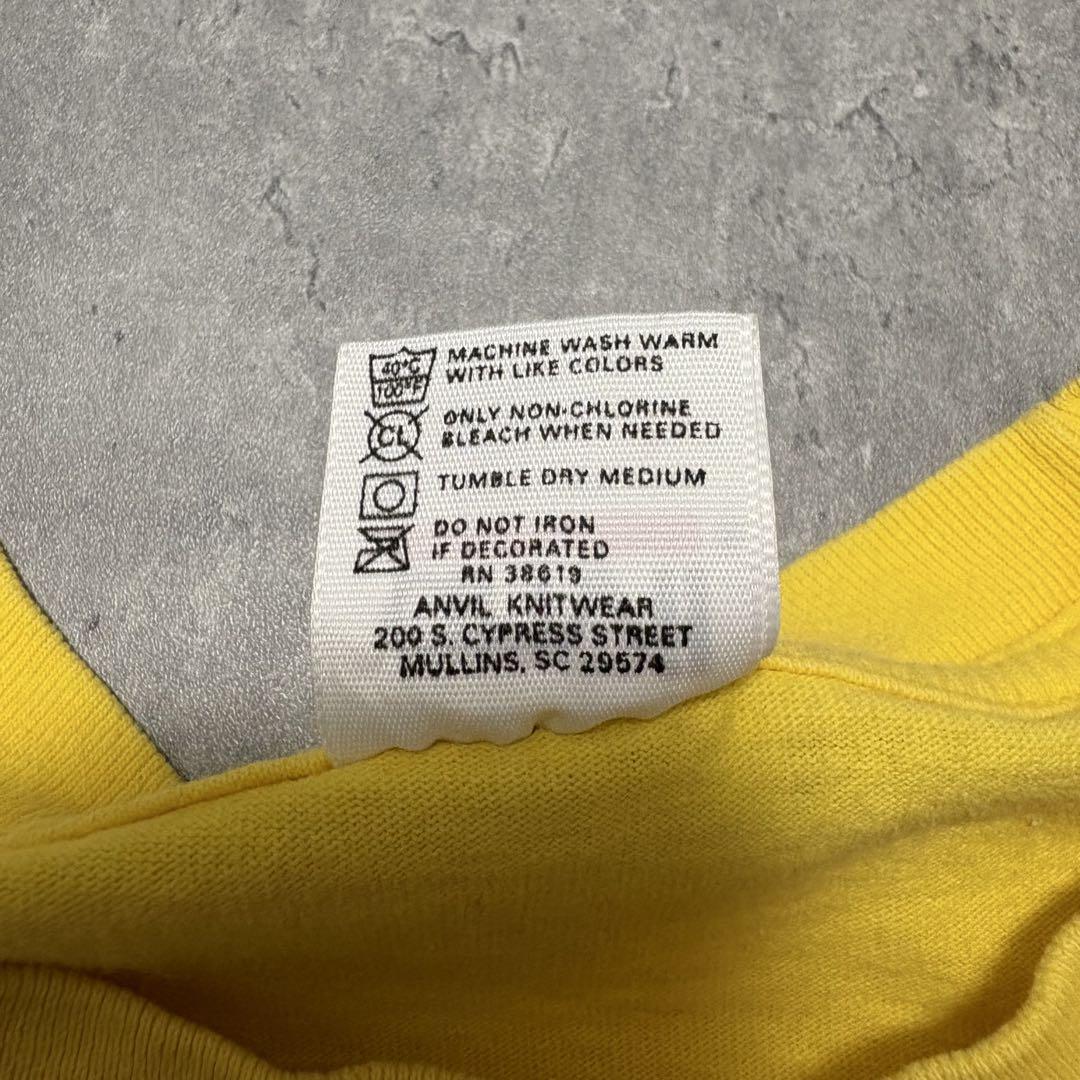 40°C
100°F
MACHINE WASH WARM
WITH LIKE COLORS
CL
ONLY NON-CHLORINE
BLEACH WHEN NEEDED
TUMBLE DRY MEDIUM
DO NOT IRON
IF DECORATED
RN 38619
ANVIL KNITWEAR
200 S. CYPRESS STREET
MULLINS, SC 29574